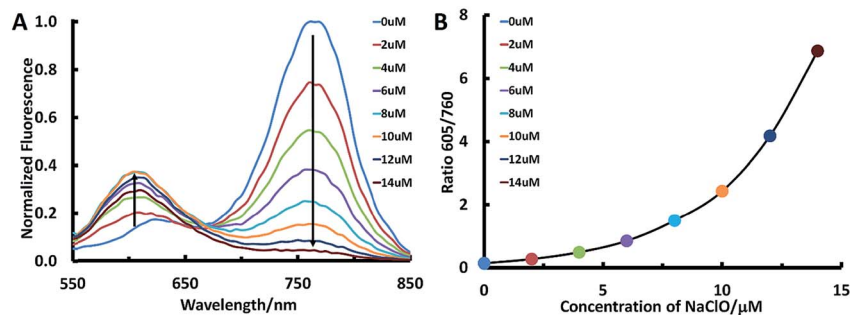 A
Normalized Fluorescence
1.0
0.8
0.6
0.4
0.2
0.0
550
650
750
850
Wavelength/nm
0uM
2uM
4uM
6uM
8uM
10uM
12uM
14uM
B
Ratio 605/760
8
6
4
2
0
0
5
10
15
Concentration of NaClO/μM
0uM
2uM
4uM
6uM
8uM
10uM
12uM
14uM